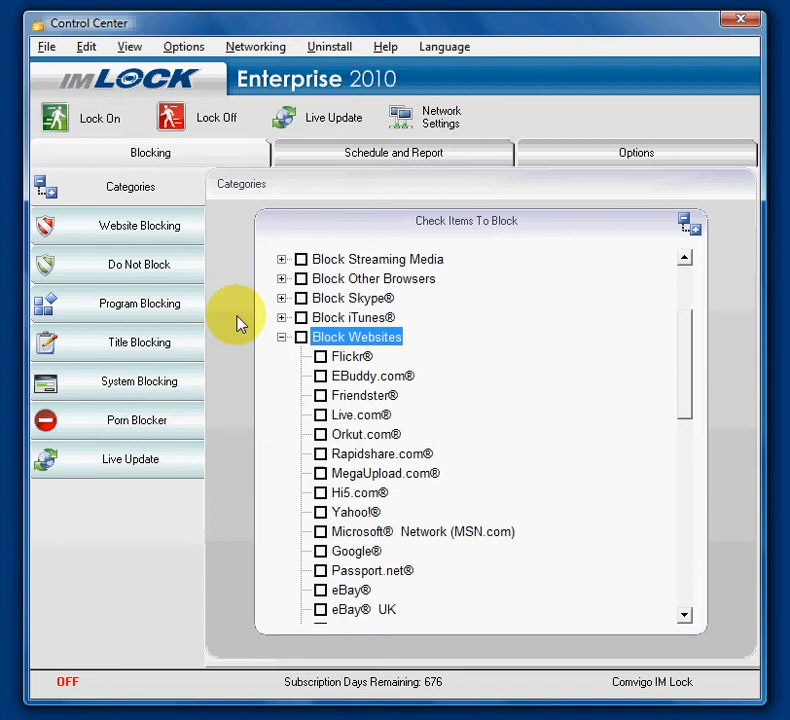 Control Center
File Edit View Options Networking Uninstall Help Language
IMLOCK Enterprise 2010
Lock On Lock Off Live Update Network Settings
Blocking Schedule and Report Options
Categories
Website Blocking
Do Not Block
Program Blocking
Title Blocking
System Blocking
Porn Blocker
Live Update
Categories
Check Items To Block
Block Streaming Media
Block Other Browsers
Block Skype®
Block iTunes®
Block Websites
Flickr®
EBuddy.com®
Friendster®
Live.com®
Orkut.com®
Rapidshare.com®
MegaUpload.com®
Hi5.com®
Yahoo!®
Microsoft® Network (MSN.com)
Google®
Passport.net®
eBay®
eBay® UK
OFF Subscription Days Remaining: 676 Comvigo IM Lock